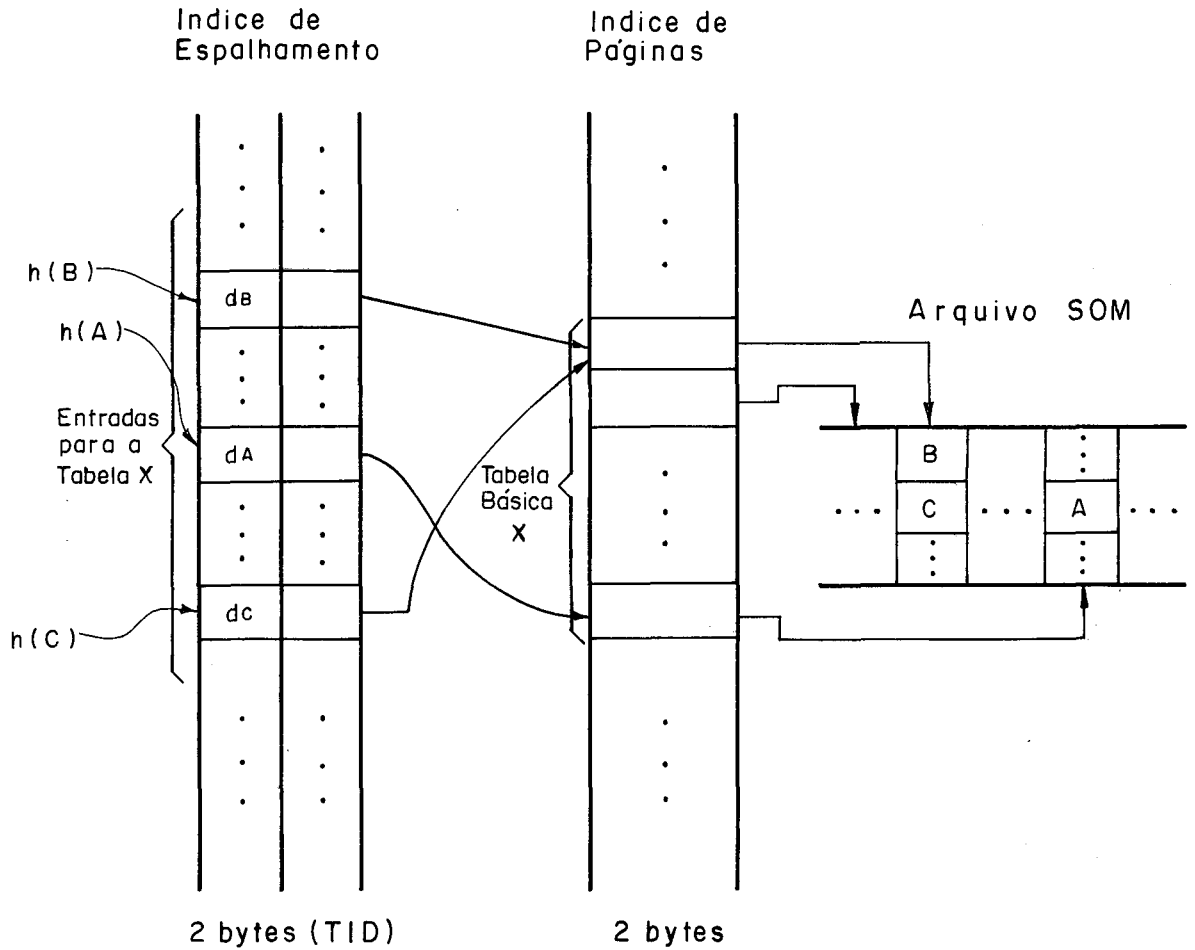 Indice de
Espalhamento
Indice de
Páginas
h(B)
dB
h(A)
Arquivo SOM
Entradas
para a
Tabela X
dA
Tabela
Básica
X
B
C
A
h(C)
dC
2 bytes (TID)
2 bytes